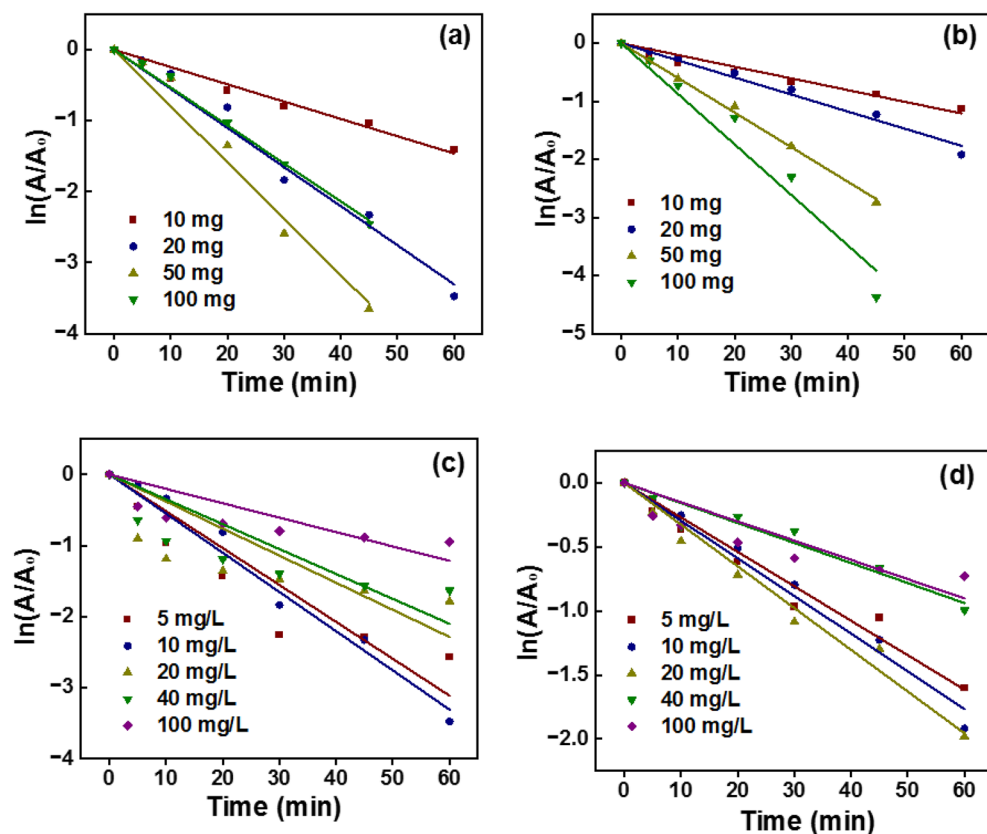 (a)
ln(A/A₀)
0
−1
−2
−3
−4
10 mg
20 mg
50 mg
100 mg
0 10 20 30 40 50 60
Time (min)
(b)
ln(A/A₀)
0
−1
−2
−3
−4
−5
10 mg
20 mg
50 mg
100 mg
0 10 20 30 40 50 60
Time (min)
(c)
ln(A/A₀)
0
−1
−2
−3
−4
5 mg/L
10 mg/L
20 mg/L
40 mg/L
100 mg/L
0 10 20 30 40 50 60
Time (min)
(d)
ln(A/A₀)
0.0
−0.5
−1.0
−1.5
−2.0
5 mg/L
10 mg/L
20 mg/L
40 mg/L
100 mg/L
0 10 20 30 40 50 60
Time (min)